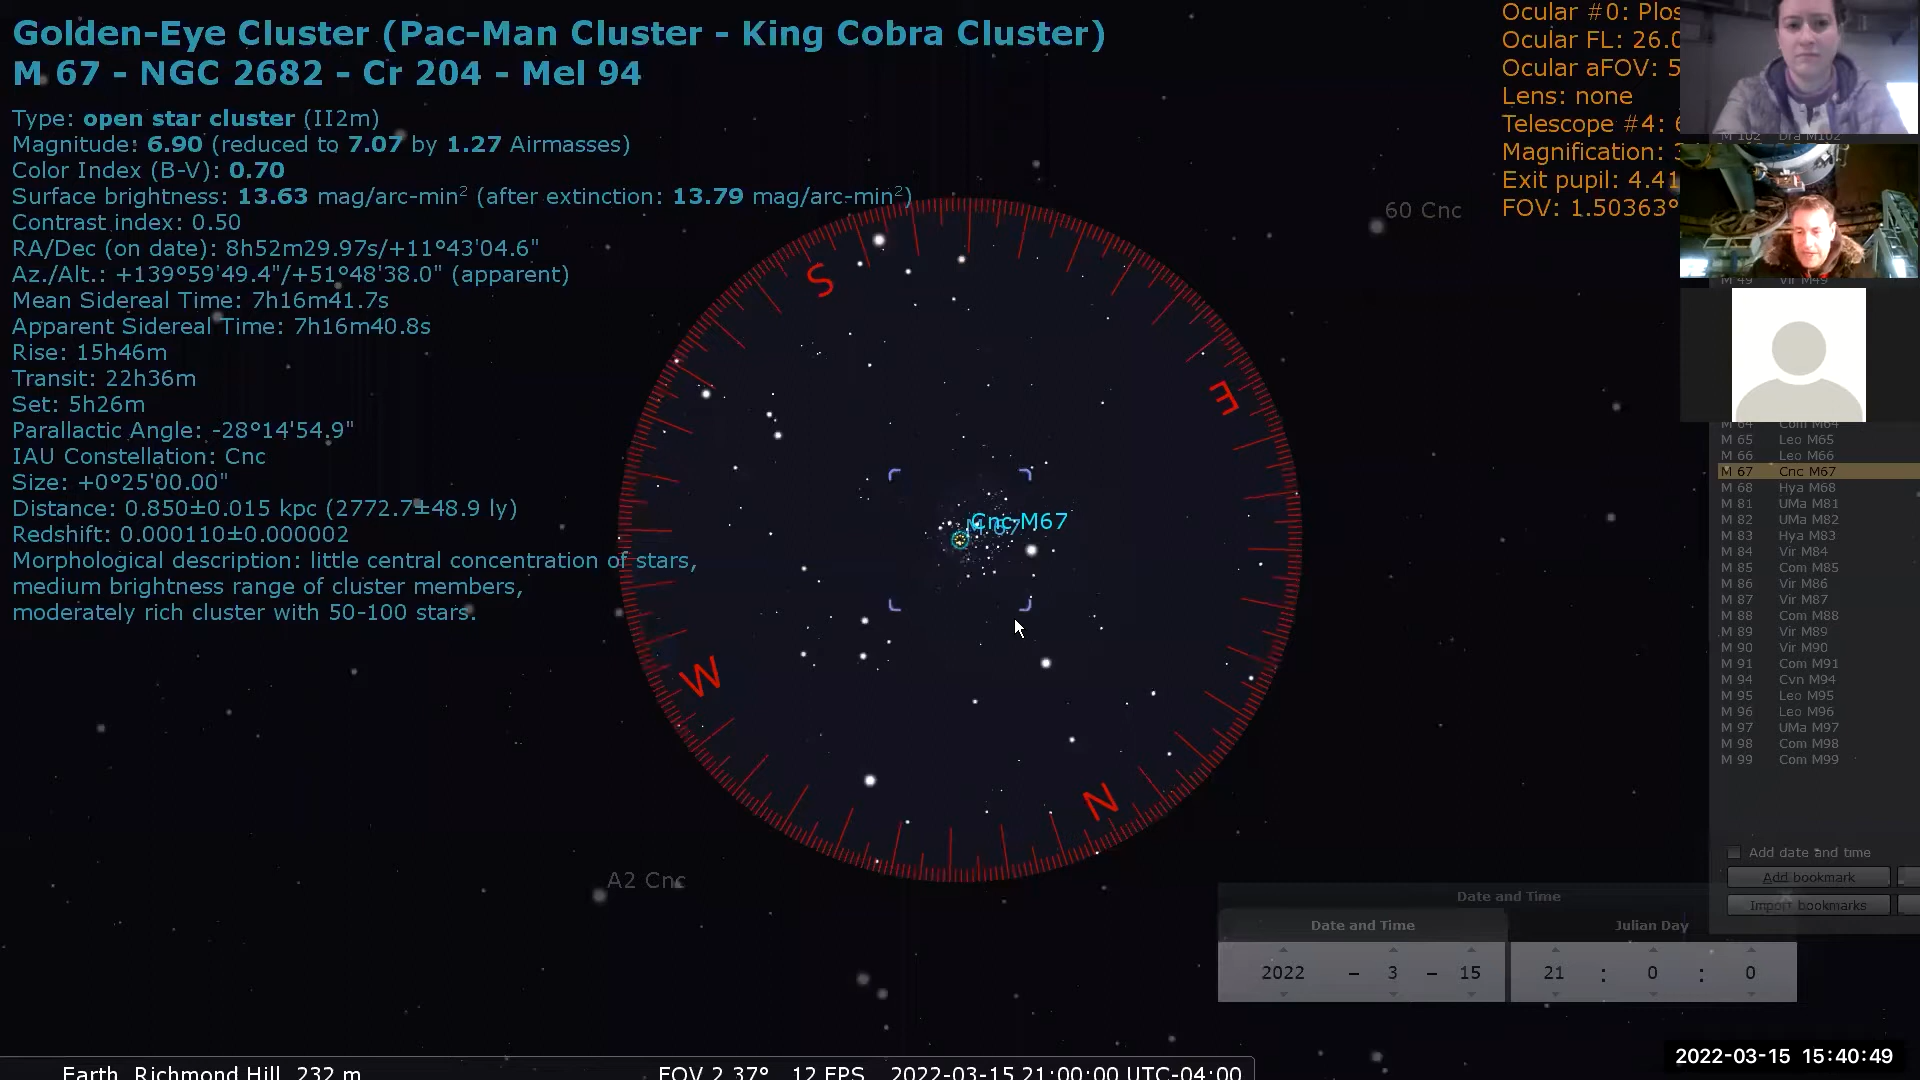 Golden-Eye Cluster (Pac-Man Cluster - King Cobra Cluster)
M 67 - NGC 2682 - Cr 204 - Mel 94
Type: open star cluster (II2m)
Magnitude: 6.90 (reduced to 7.07 by 1.27 Airmasses)
Color Index (B-V): 0.70
Surface brightness: 13.63 mag/arc-min² (after extinction: 13.79 mag/arc-min²)
Contrast index: 0.50
RA/Dec (on date): 8h52m29.97s/+11°43'04.6"
Az./Alt.: +139°59'49.4"/+51°48'38.0" (apparent)
Mean Sidereal Time: 7h16m41.7s
Apparent Sidereal Time: 7h16m40.8s
Rise: 15h46m
Transit: 22h36m
Set: 5h26m
Parallactic Angle: -28°14'54.9"
IAU Constellation: Cnc
Size: +0°25'00.00"
Distance: 0.850±0.015 kpc (2772.7±48.9 ly)
Redshift: 0.000110±0.000002
Morphological description: little central concentration of stars,
medium brightness range of cluster members,
moderately rich cluster with 50-100 stars.
Ocular #0: Plos
Ocular FL: 26.0
Ocular aFOV: 5
Lens: none
Telescope #4:
Magnification:
Exit pupil: 4.41
FOV: 1.50363°
60 Cnc
S
E
Cnc M67
W
N
A2 Cnc
M 102 Dra M102
M 49 Vir M49
M 64 Com M64
M 65 Leo M65
M 66 Leo M66
M 67 Cnc M67
M 68 Hya M68
M 81 UMa M81
M 82 UMa M82
M 83 Hya M83
M 84 Vir M84
M 85 Com M85
M 86 Vir M86
M 87 Vir M87
M 88 Com M88
M 89 Vir M89
M 90 Vir M90
M 91 Com M91
M 94 Cvn M94
M 95 Leo M95
M 96 Leo M96
M 97 UMa M97
M 98 Com M98
M 99 Com M99
Add date and time
Add bookmark
Import bookmarks
Date and Time
Date and Time Julian Day
2022 - 3 - 15 21 : 0 : 0
2022-03-15 15:40:49
Earth, Richmond Hill, 232 m FOV 2.37° 12 FPS 2022-03-15 21:00:00 UTC-04:00